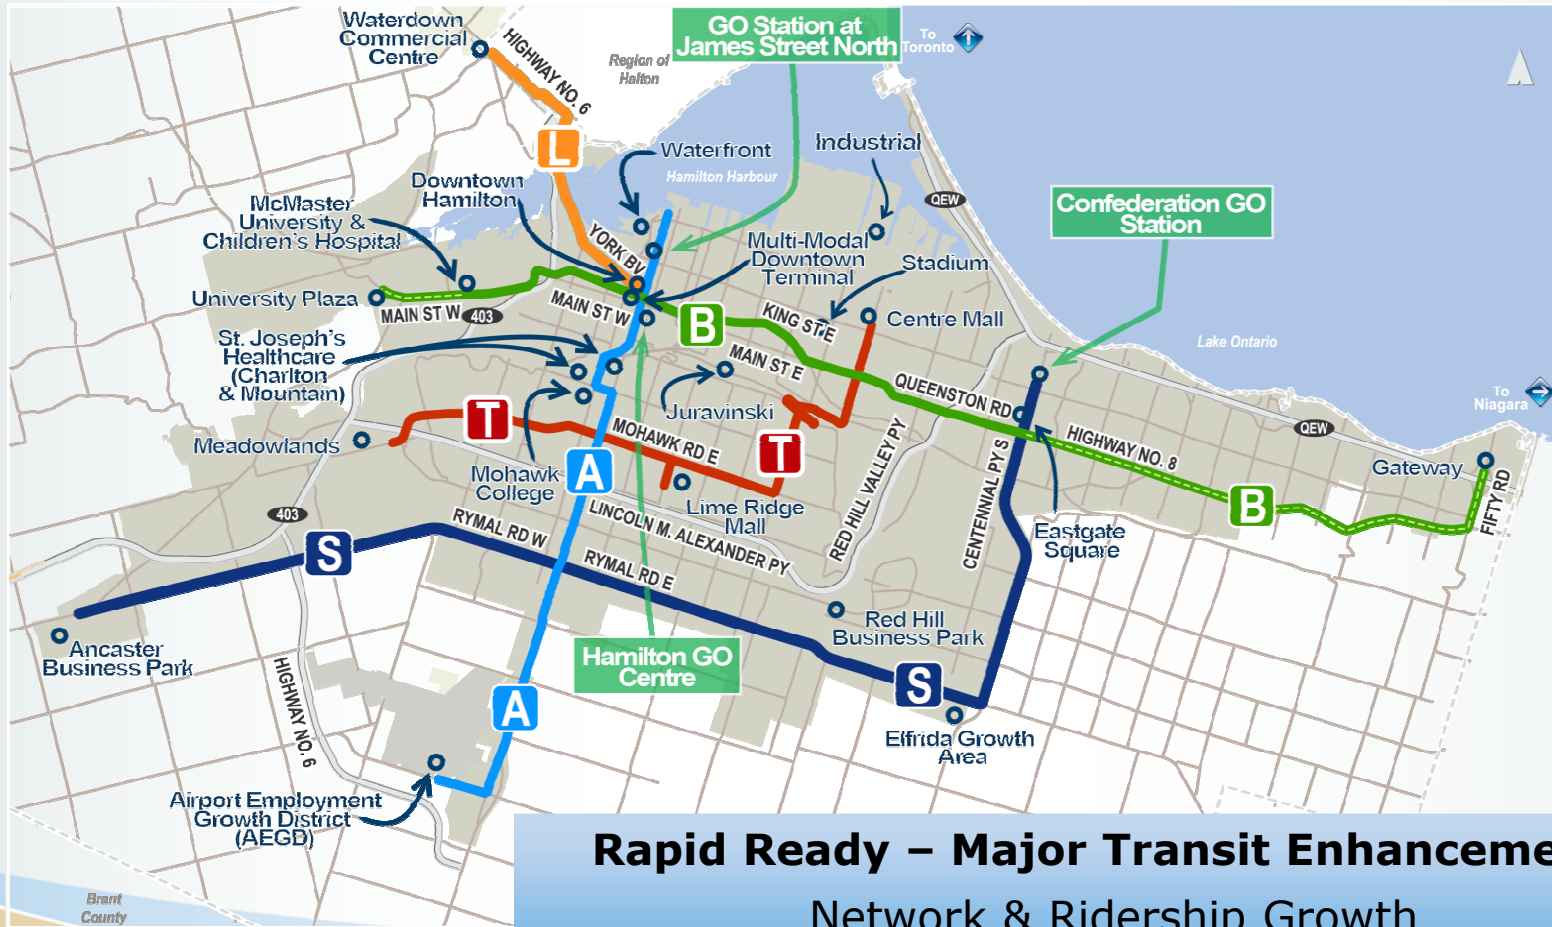 Waterdown
Commercial
Centre
HIGHWAY NO. 6
Region of
Halton
GO Station at
James Street North
To
Toronto
L
Waterfront
Hamilton Harbour
Industrial
QEW
Confederation GO
Station
Downtown
Hamilton
McMaster
University &
Children's Hospital
YORK BV
Multi-Modal
Downtown
Terminal
Stadium
University Plaza
MAIN ST W
403
MAIN ST W
B
KING ST E
Centre Mall
Lake Ontario
St. Joseph's
Healthcare
(Charlton
& Mountain)
MAIN ST E
QUEENSTON RD
To
Niagara
Juravinski
T
Meadowlands
MOHAWK RD E
T
A
Mohawk
College
Lime Ridge
Mall
RED HILL VALLEY PY
CENTENNIAL PY S
HIGHWAY NO. 8
QEW
Gateway
B
FIFTY RD
403
S
RYMAL RD W
LINCOLN M. ALEXANDER PY
RYMAL RD E
Eastgate
Square
Ancaster
Business Park
Red Hill
Business Park
Hamilton GO
Centre
S
A
HIGHWAY NO. 6
Elfrida Growth
Area
Airport Employment
Growth District
(AEGD)
Brant
County
Rapid Ready – Major Transit Enhanceme
Network & Ridership Growth